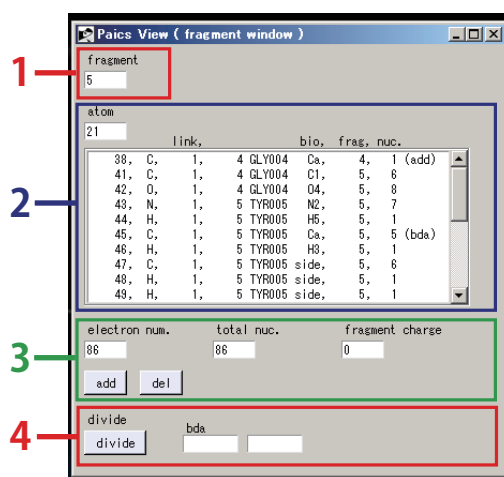 Paics View ( fragment window )
1
fragment
5
2
atom
21
link, bio, frag, nuc.
38, C, 1, 4 GLY004 Ca, 4, 1 (add)
41, C, 1, 4 GLY004 C1, 5, 6
42, O, 1, 4 GLY004 O4, 5, 8
43, N, 1, 5 TYR005 N2, 5, 7
44, H, 1, 5 TYR005 H5, 5, 1
45, C, 1, 5 TYR005 Ca, 5, 5 (bda)
46, H, 1, 5 TYR005 H3, 5, 1
47, C, 1, 5 TYR005 side, 5, 6
48, H, 1, 5 TYR005 side, 5, 1
49, H, 1, 5 TYR005 side, 5, 1
3
electron num. total nuc. fragment charge
86 86 0
add del
4
divide bda
divide